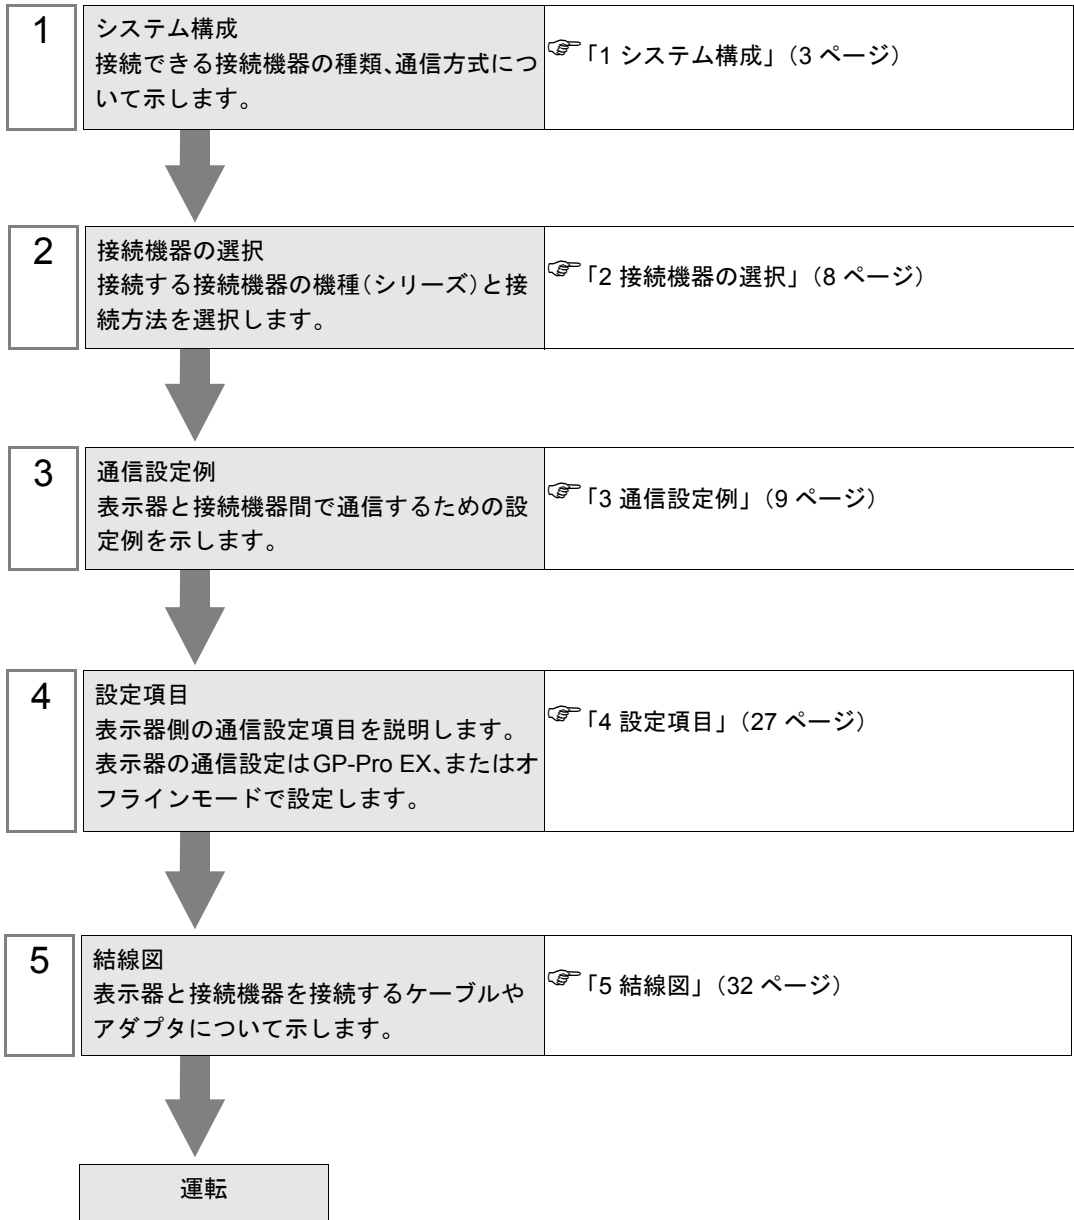 1
システム構成
接続できる接続機器の種類、通信方式につ
いて示します。
☞「1 システム構成」（3 ページ）
2
接続機器の選択
接続する接続機器の機種（シリーズ）と接
続方法を選択します。
☞「2 接続機器の選択」（8 ページ）
3
通信設定例
表示器と接続機器間で通信するための設
定例を示します。
☞「3 通信設定例」（9 ページ）
4
設定項目
表示器側の通信設定項目を説明します。
表示器の通信設定はGP-Pro EX、またはオ
フラインモードで設定します。
☞「4 設定項目」（27 ページ）
5
結線図
表示器と接続機器を接続するケーブルや
アダプタについて示します。
☞「5 結線図」（32 ページ）
運転